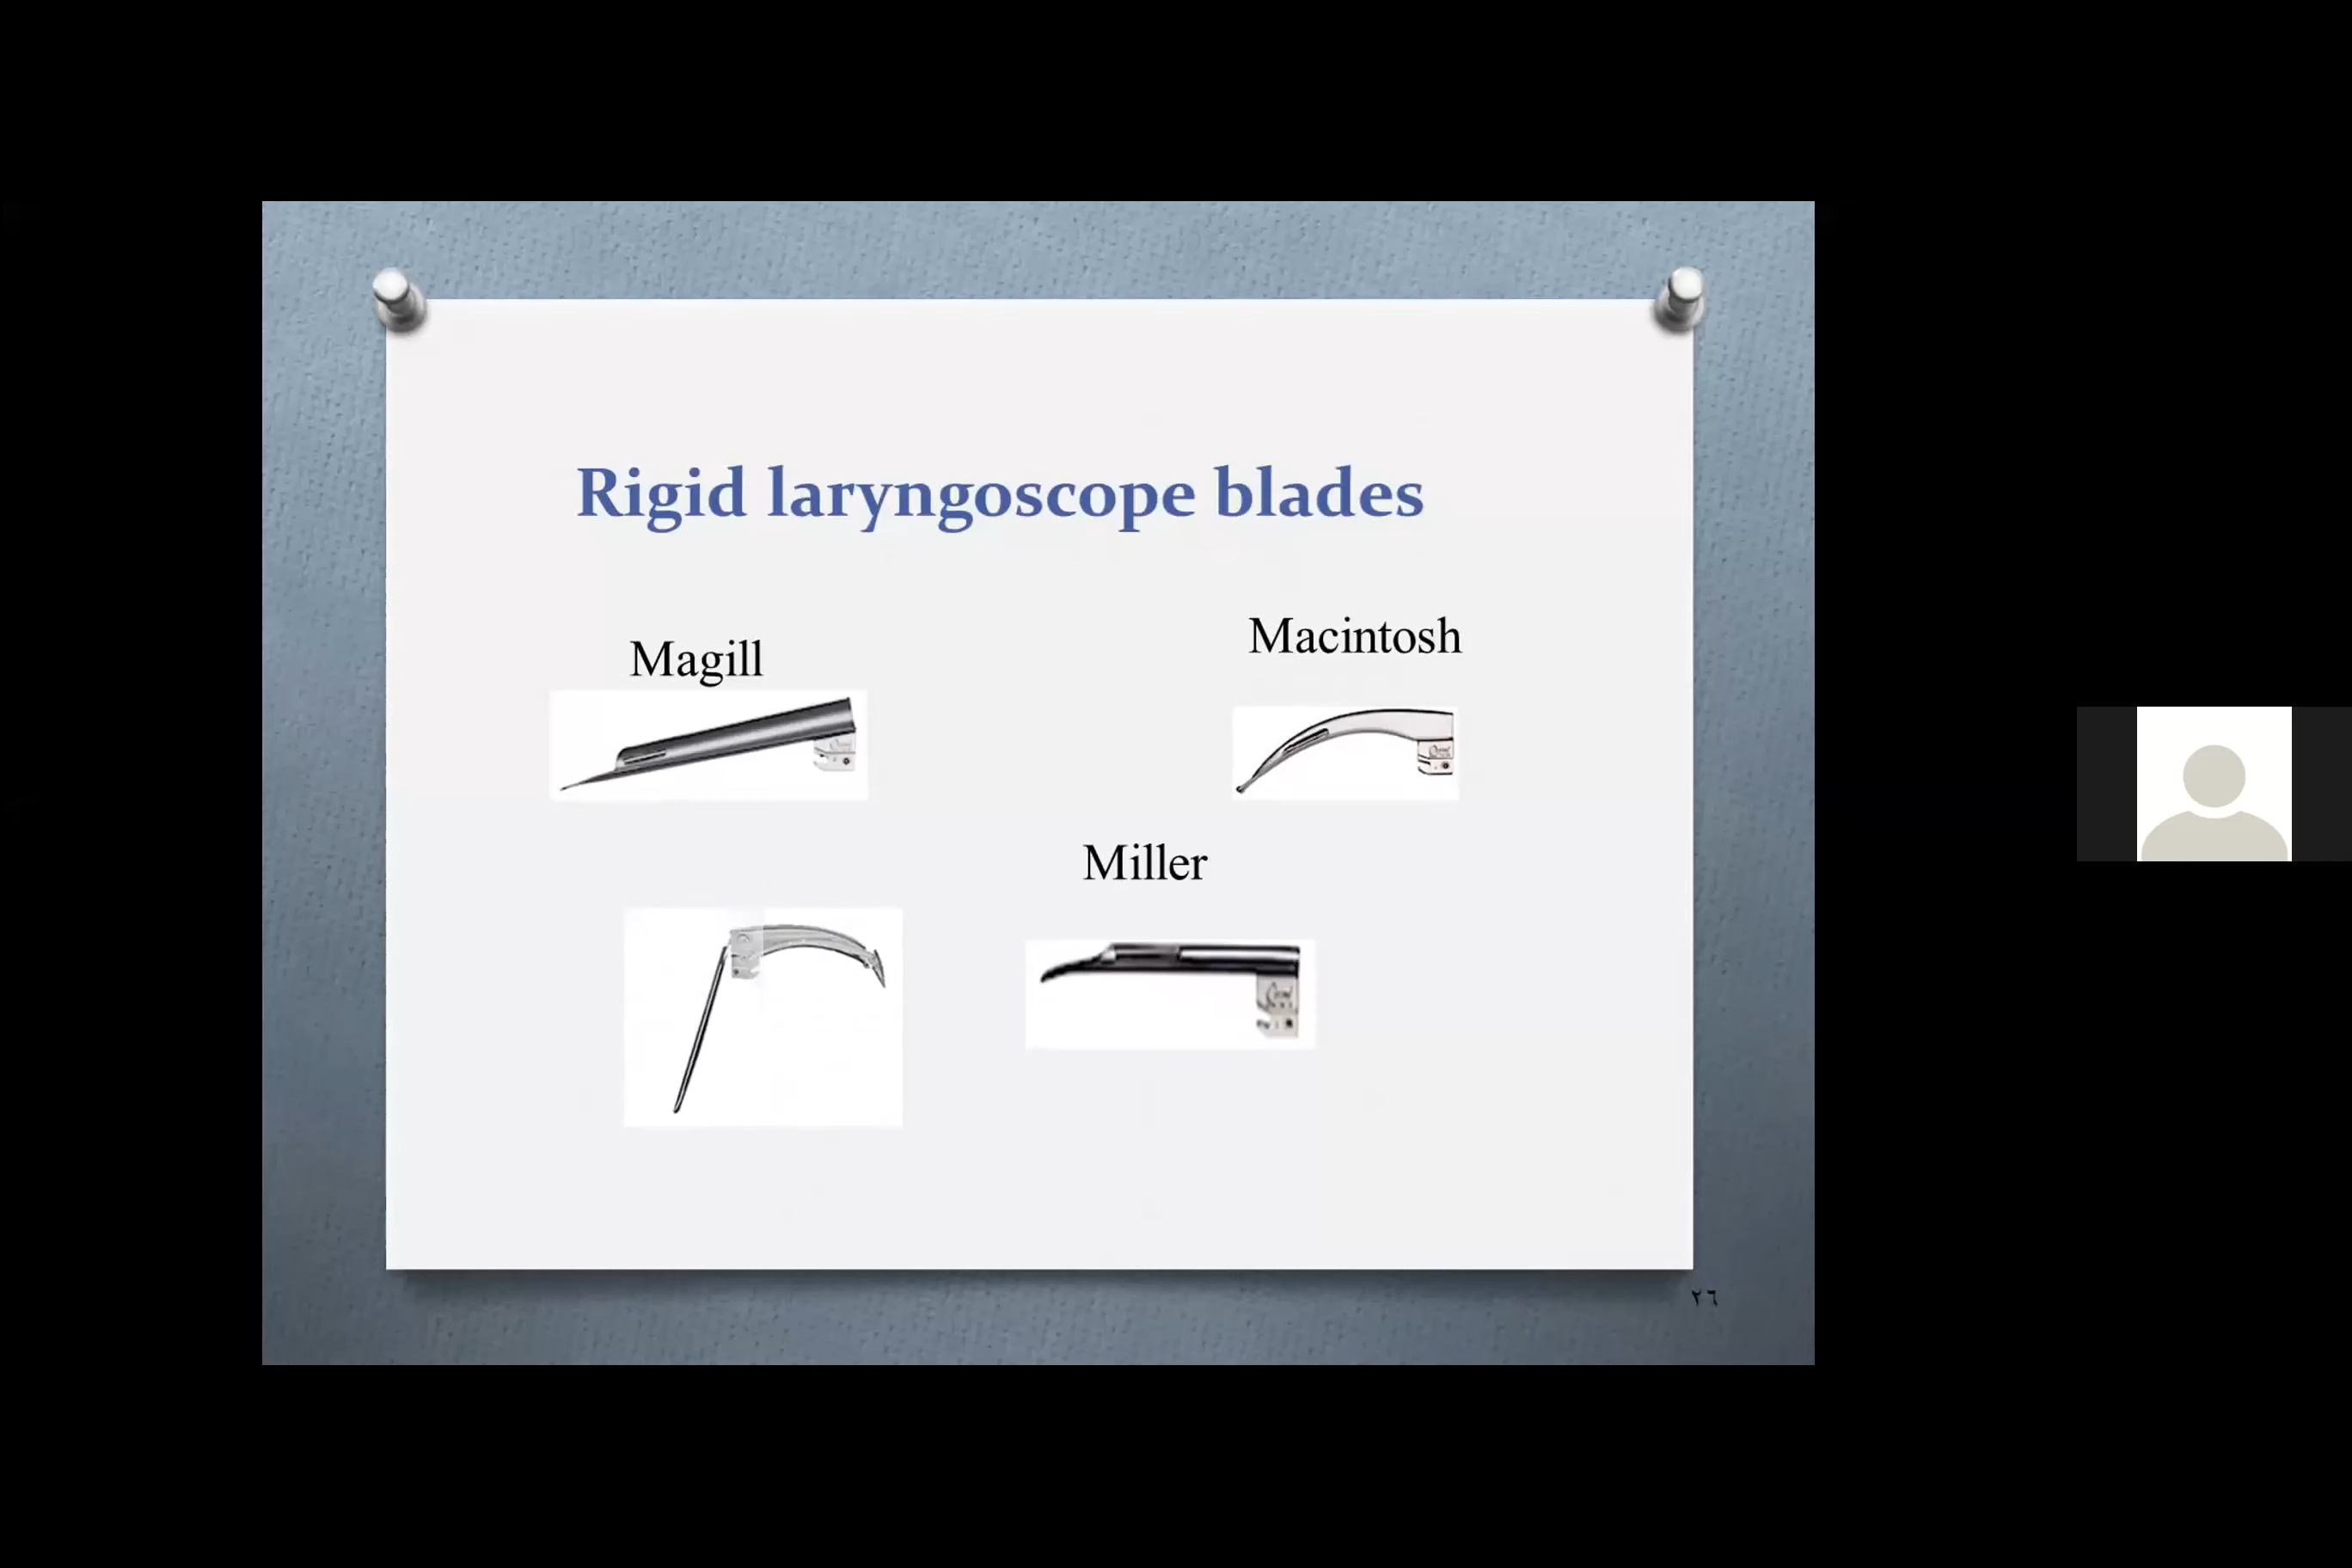 Rigid laryngoscope blades
Magill
Macintosh
Miller
٢٦